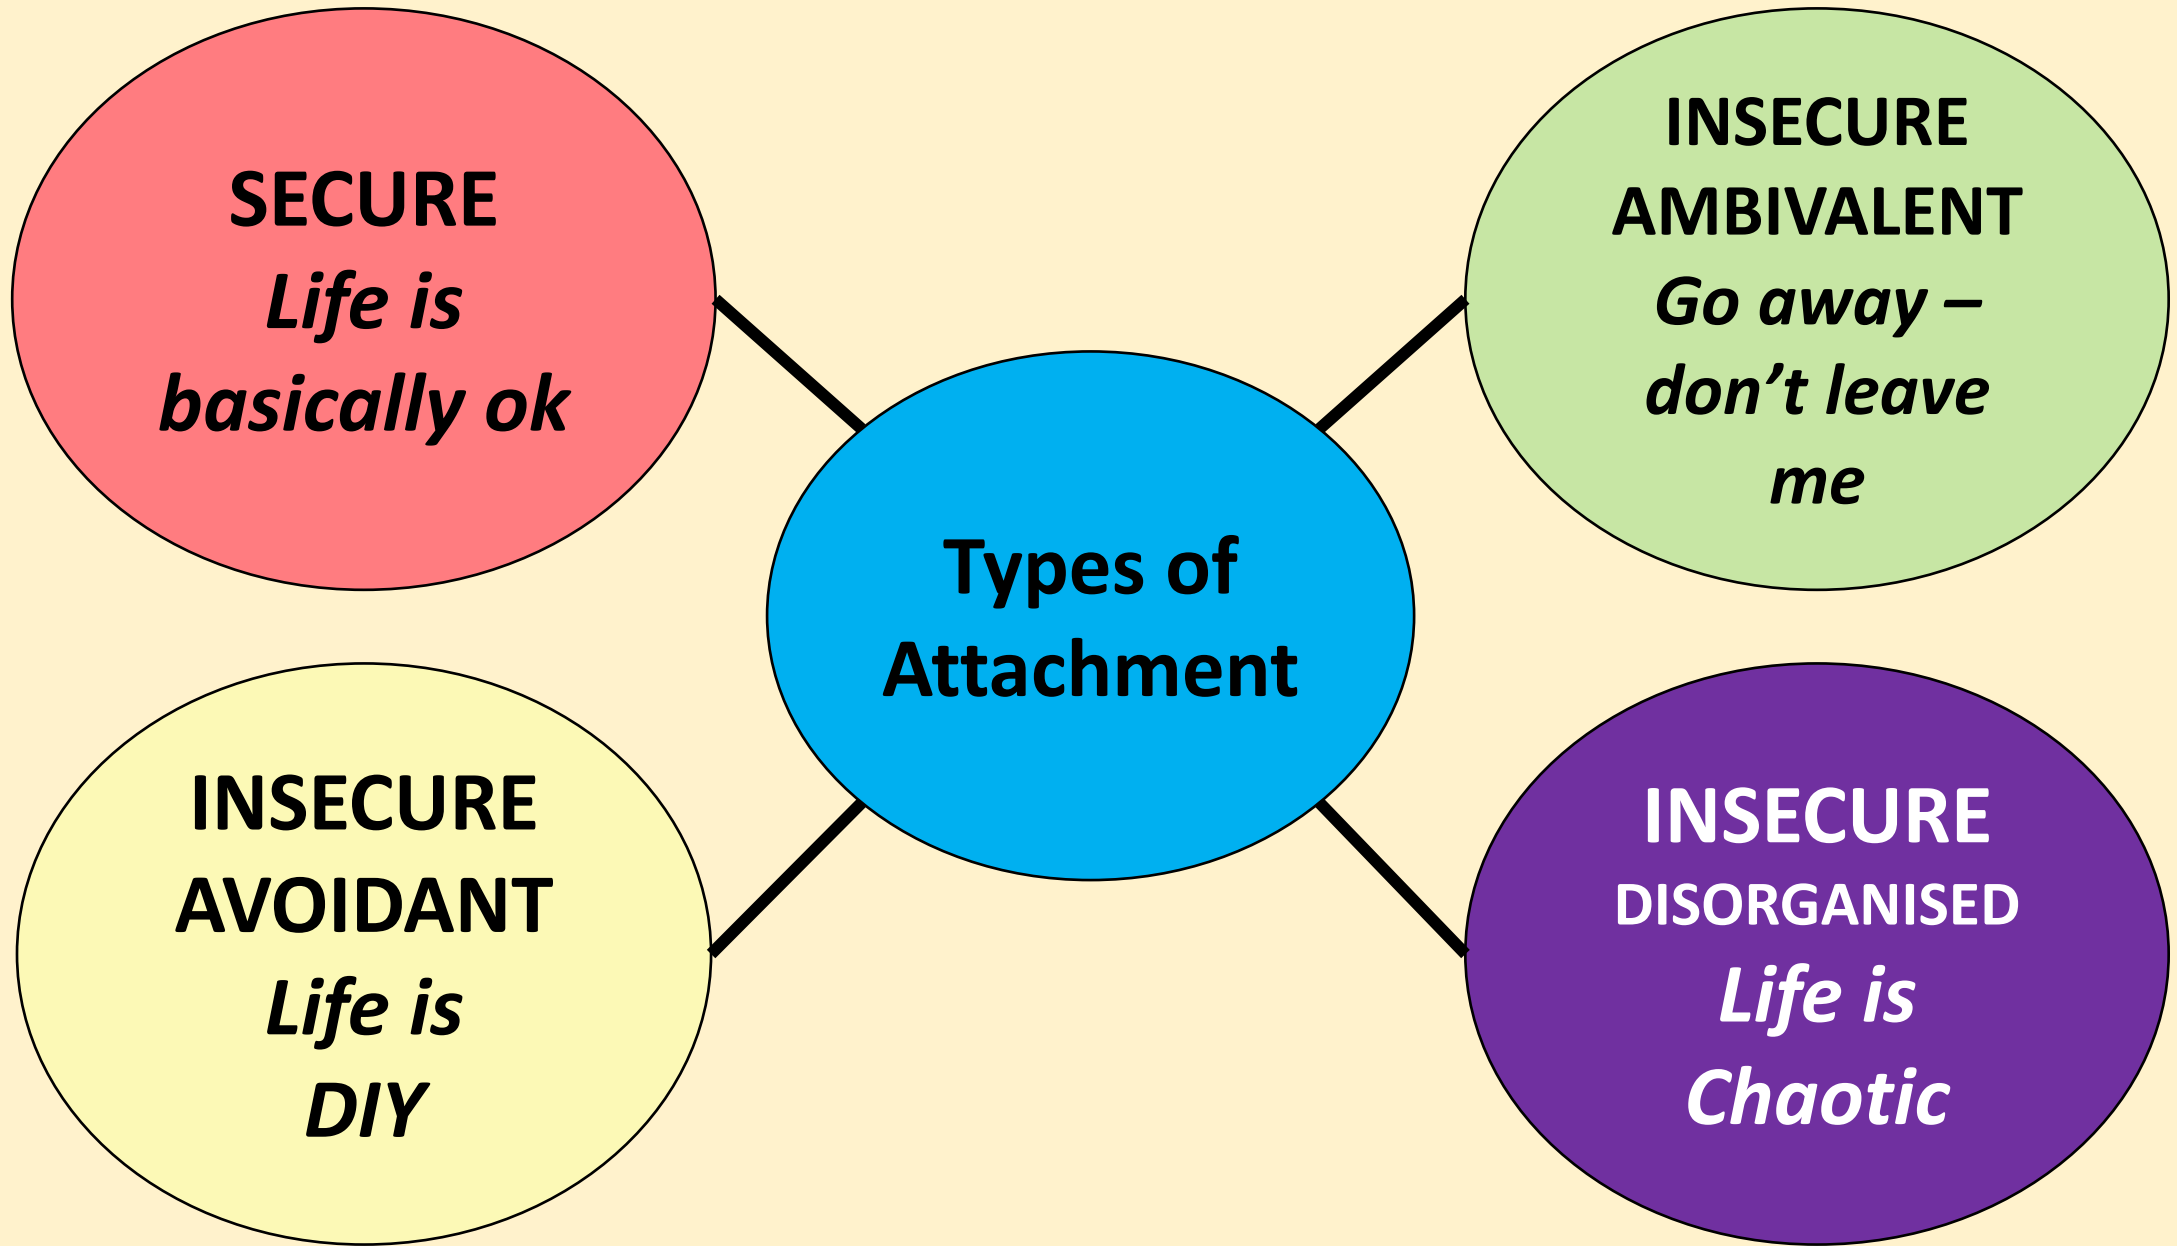 SECURE
Life is
basically ok
INSECURE
AMBIVALENT
Go away –
don’t leave
me
Types of
Attachment
INSECURE
AVOIDANT
Life is
DIY
INSECURE
DISORGANISED
Life is
Chaotic